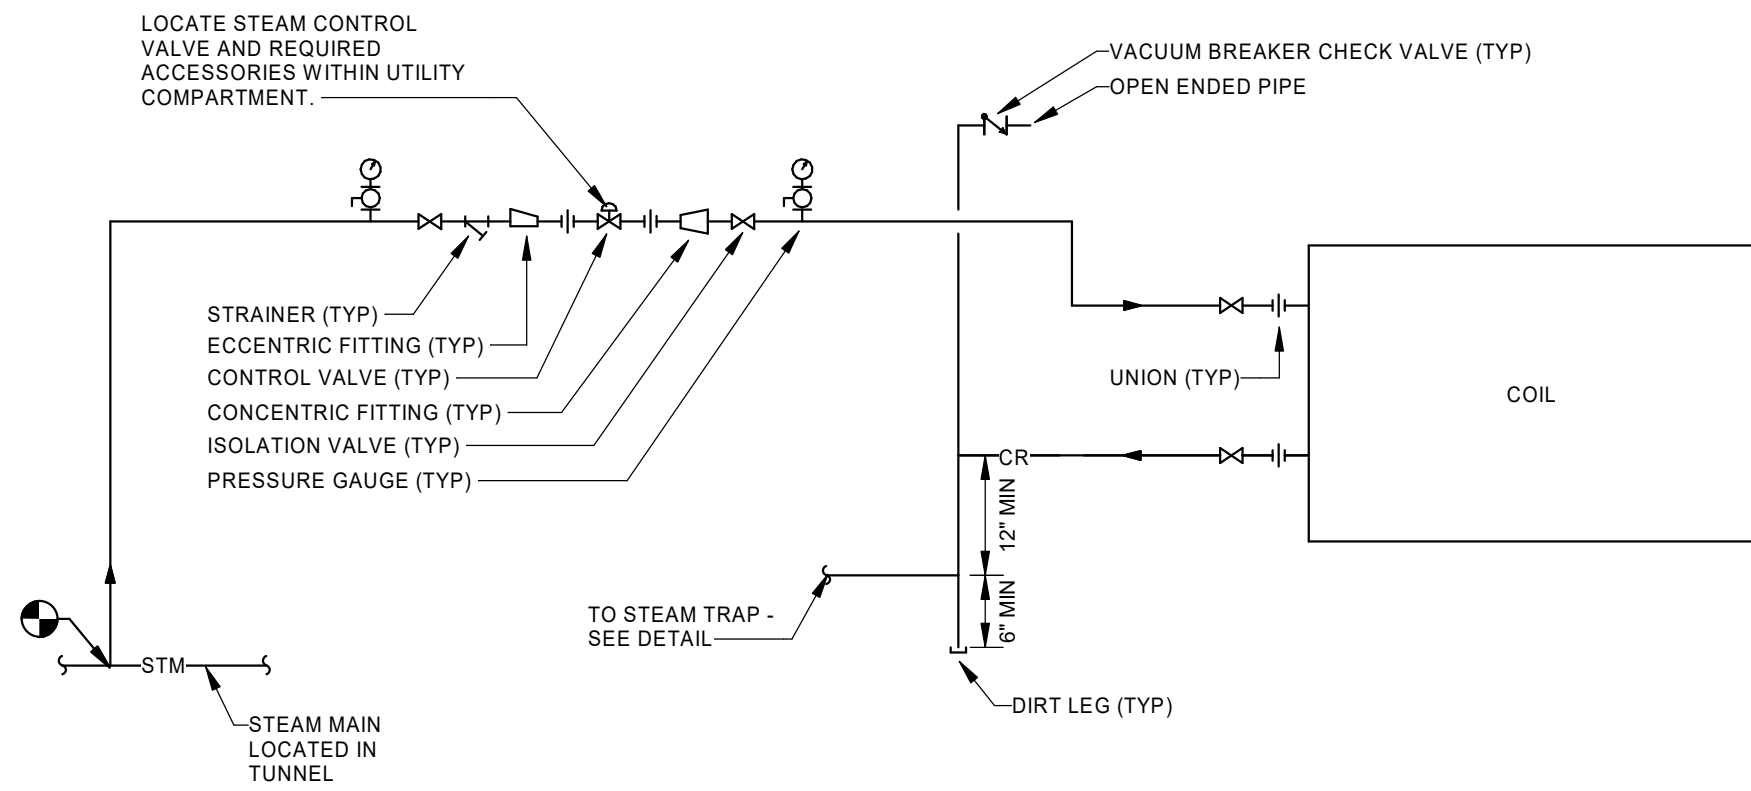 LOCATE STEAM CONTROL
VALVE AND REQUIRED
ACCESSORIES WITHIN UTILITY
COMPARTMENT.
VACUUM BREAKER CHECK VALVE (TYP)
OPEN ENDED PIPE
STRAINER (TYP)
ECCENTRIC FITTING (TYP)
CONTROL VALVE (TYP)
CONCENTRIC FITTING (TYP)
ISOLATION VALVE (TYP)
PRESSURE GAUGE (TYP)
UNION (TYP)
COIL
CR
12" MIN
6" MIN
TO STEAM TRAP -
SEE DETAIL
STM
DIRT LEG (TYP)
STEAM MAIN
LOCATED IN
TUNNEL